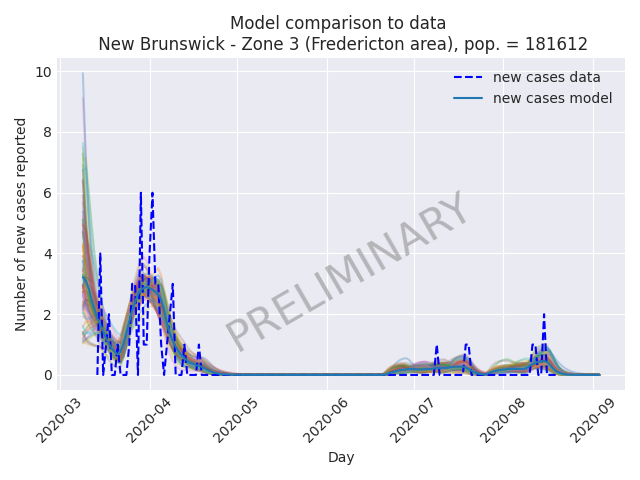 Model comparison to data
New Brunswick - Zone 3 (Fredericton area), pop. = 181612
new cases data
new cases model
Number of new cases reported
10
8
6
4
2
0
PRELIMINARY
2020-03
2020-04
2020-05
2020-06
2020-07
2020-08
2020-09
Day